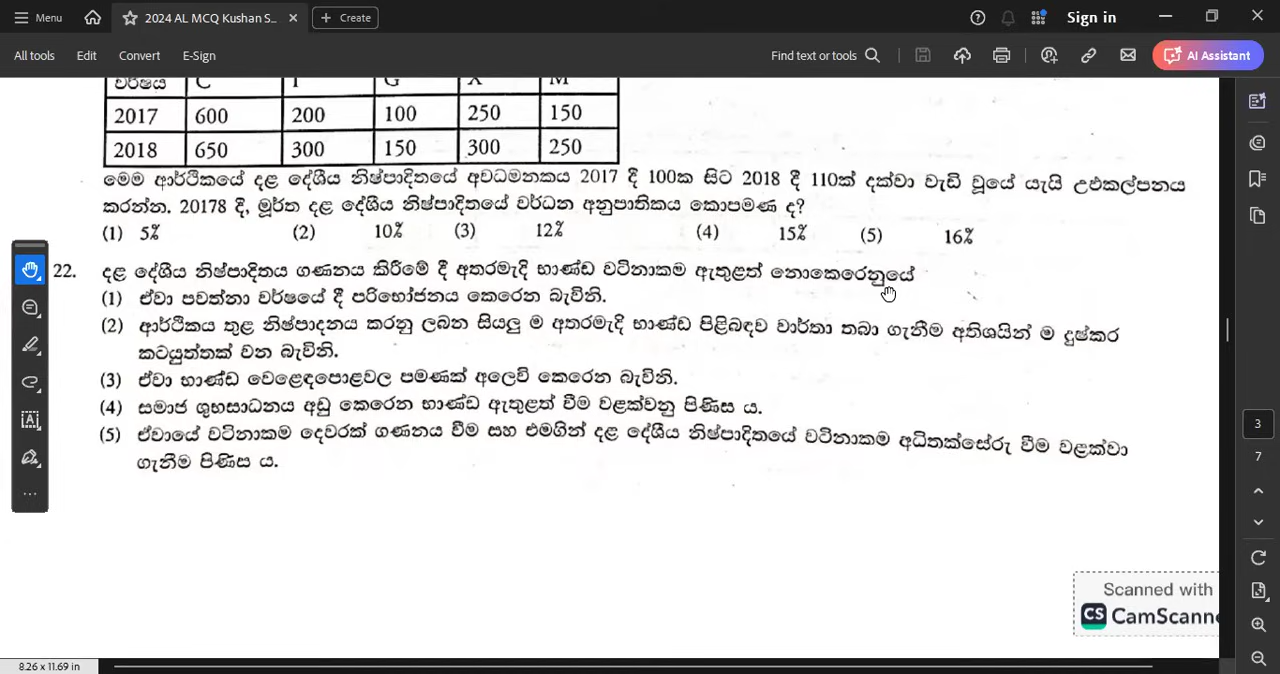 Menu
2024 AL MCQ Kushan S...
Create
Sign in
All tools Edit Convert E-Sign
Find text or tools
AI Assistant
වර්ෂය C I G X M
2017 600 200 100 250 150
2018 650 300 150 300 250
මෙම ආර්ථිකයේ දළ දේශීය නිෂ්පාදිතයේ අවධමනකය 2017 දී 100ක සිට 2018 දී 110ක් දක්වා වැඩි වූයේ යැයි උපකල්පනය
කරන්න. 20178 දී, මූර්ත දළ දේශීය නිෂ්පාදිතයේ වර්ධන අනුපාතිකය කොපමණ ද?
(1) 5% (2) 10% (3) 12% (4) 15% (5) 16%
22. දළ දේශීය නිෂ්පාදිතය ගණනය කිරීමේ දී අතරමැදි භාණ්ඩ වටිනාකම ඇතුළත් නොකෙරෙනුයේ
(1) ඒවා පවත්නා වර්ෂයේ දී පරිභෝජනය කෙරෙන බැවිනි.
(2) ආර්ථිකය තුළ නිෂ්පාදනය කරනු ලබන සියලු ම අතරමැදි භාණ්ඩ පිළිබඳව වාර්තා තබා ගැනීම අතිශයින් ම දුෂ්කර
කටයුත්තක් වන බැවිනි.
(3) ඒවා භාණ්ඩ වෙළෙඳපොළවල පමණක් අලෙවි කෙරෙන බැවිනි.
(4) සමාජ ශුභසාධනය අඩු කෙරෙන භාණ්ඩ ඇතුළත් වීම වළක්වනු පිණිස ය.
(5) ඒවායේ වටිනාකම දෙවරක් ගණනය වීම සහ එමගින් දළ දේශීය නිෂ්පාදිතයේ වටිනාකම අධිතක්සේරු වීම වළක්වා
ගැනීම පිණිස ය.
3
7
Scanned with
CS CamScanne
8.26 x 11.69 in